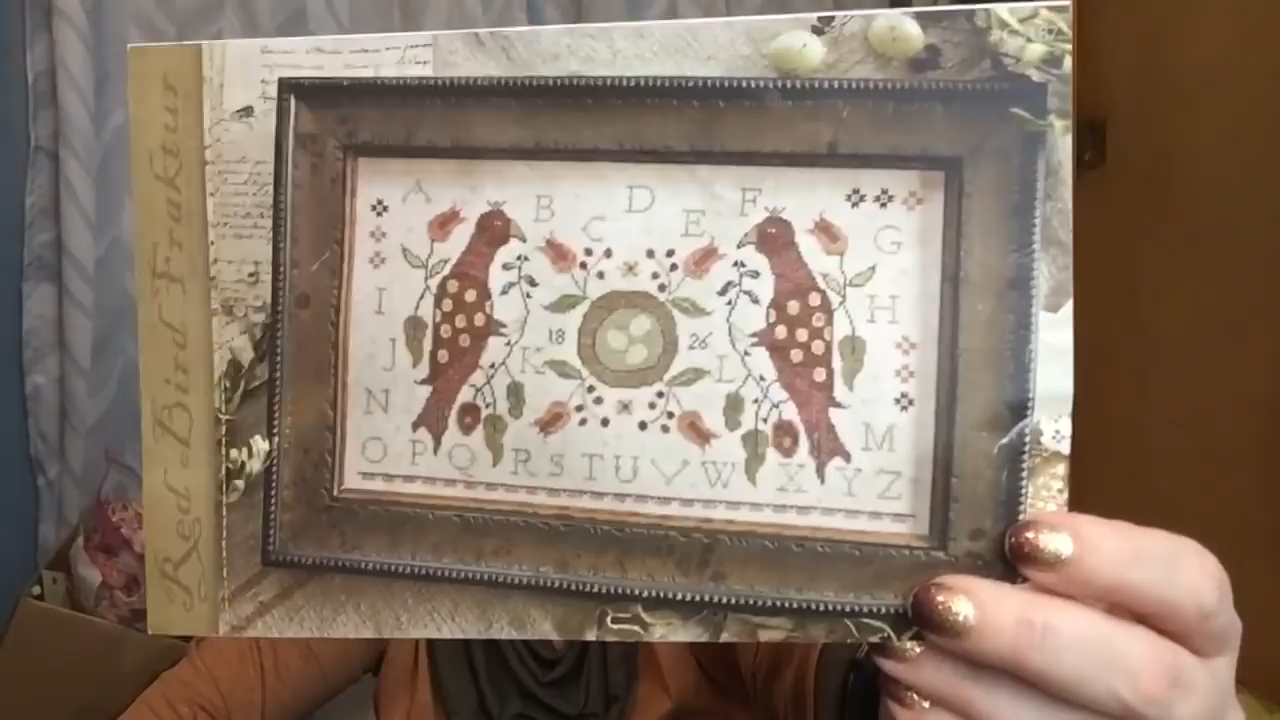 Red Bird Fraktur
A B C D E F G
I H
18 26
J K L
N M
O P Q R S T U V W X Y Z